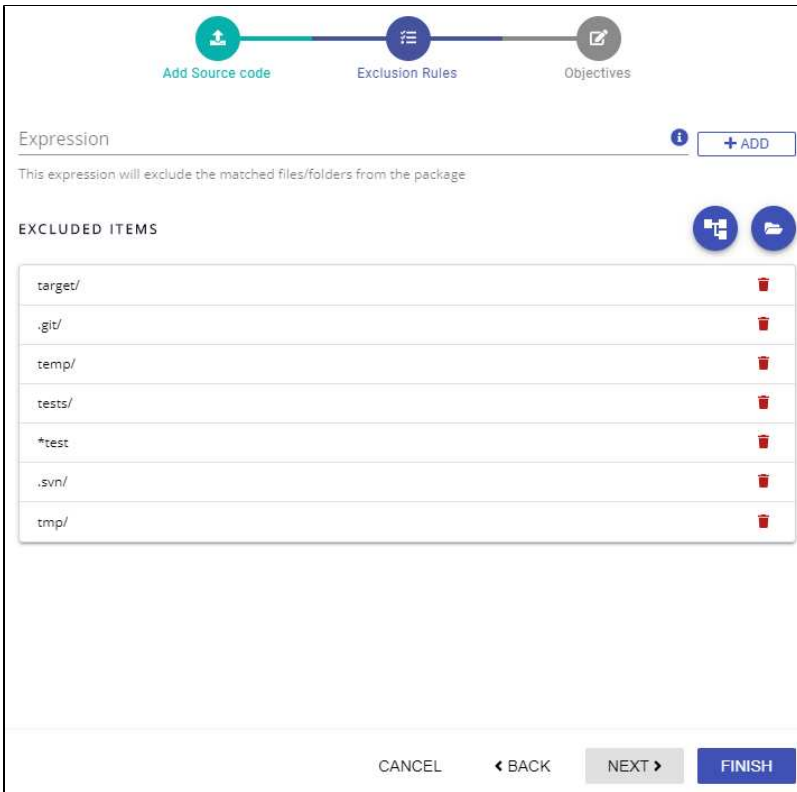 Add Source code
Exclusion Rules
Objectives
Expression
+ ADD
This expression will exclude the matched files/folders from the package
EXCLUDED ITEMS
target/
.git/
temp/
tests/
*test
.svn/
tmp/
CANCEL
BACK
NEXT
FINISH